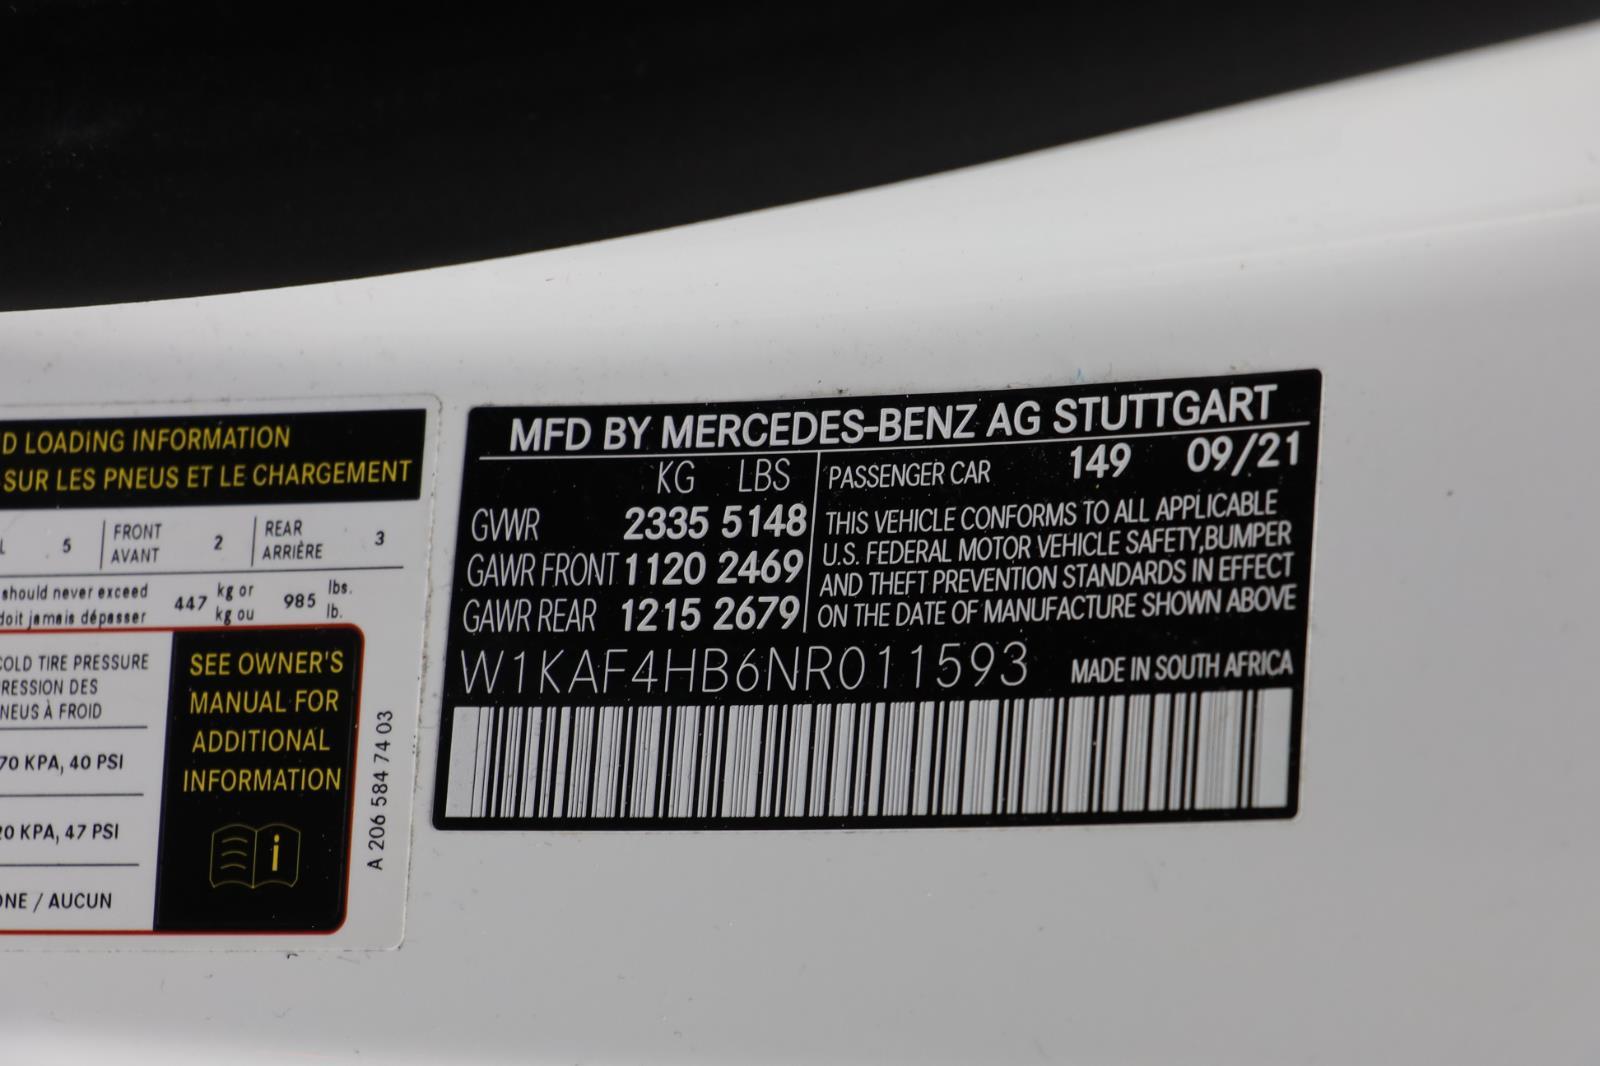 D LOADING INFORMATION
SUR LES PNEUS ET LE CHARGEMENT
5 FRONT AVANT 2 REAR ARRIÈRE 3
should never exceed
doit jamais dépasser
447 kg or kg ou 985 lbs. lb.
COLD TIRE PRESSURE
RESSION DES
NEUS À FROID
70 KPA, 40 PSI
20 KPA, 47 PSI
ONE / AUCUN
SEE OWNER'S
MANUAL FOR
ADDITIONAL
INFORMATION
i
A 206 584 74 03
MFD BY MERCEDES-BENZ AG STUTTGART
KG LBS
GVWR 2335 5148
GAWR FRONT 1120 2469
GAWR REAR 1215 2679
PASSENGER CAR 149 09/21
THIS VEHICLE CONFORMS TO ALL APPLICABLE
U.S. FEDERAL MOTOR VEHICLE SAFETY,BUMPER
AND THEFT PREVENTION STANDARDS IN EFFECT
ON THE DATE OF MANUFACTURE SHOWN ABOVE
W1KAF4HB6NR011593 MADE IN SOUTH AFRICA